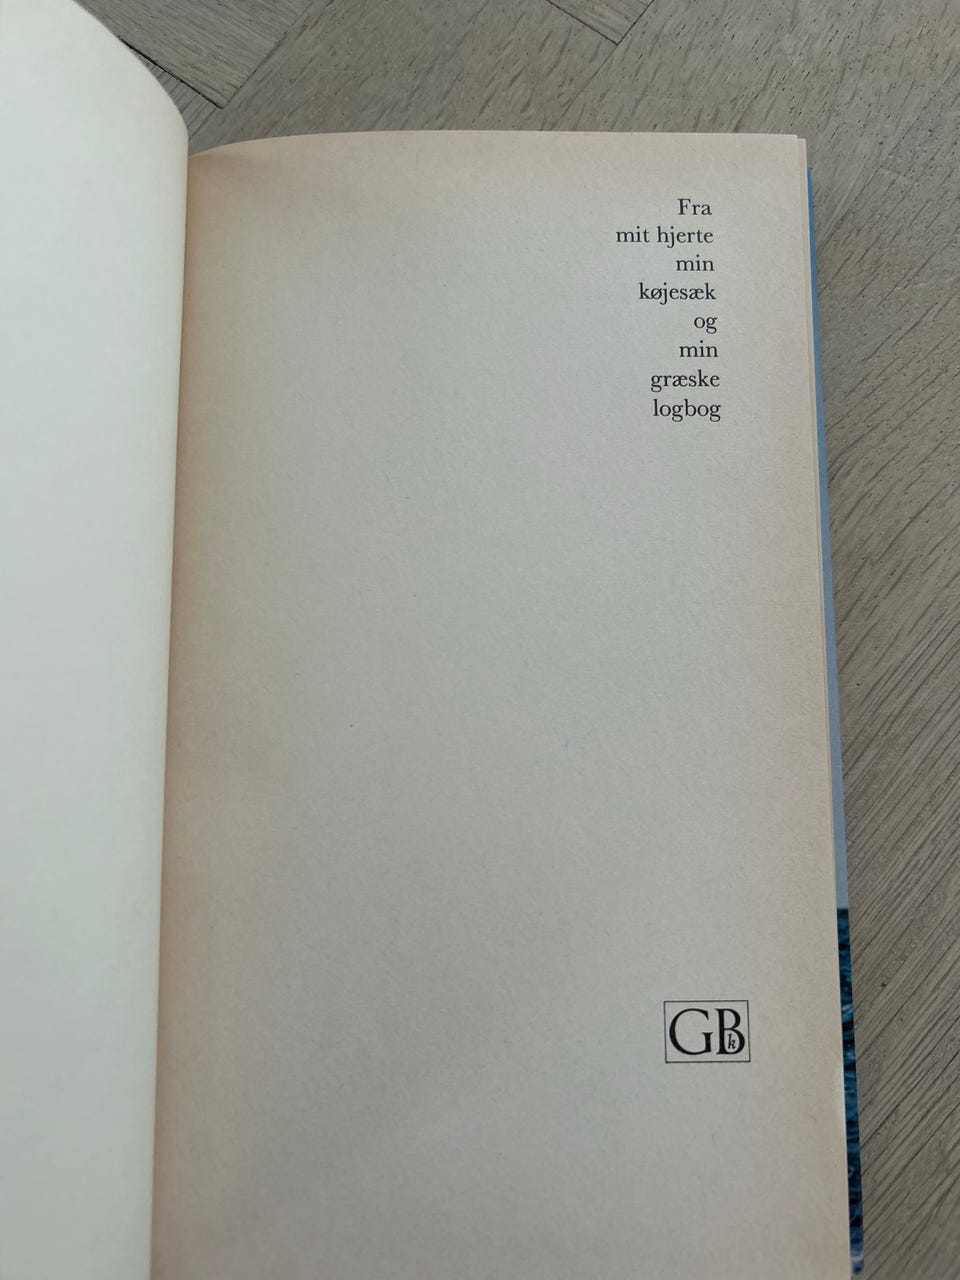 Fra
mit hjerte
min
køjesæk
og
min
græske
logbog
GBk